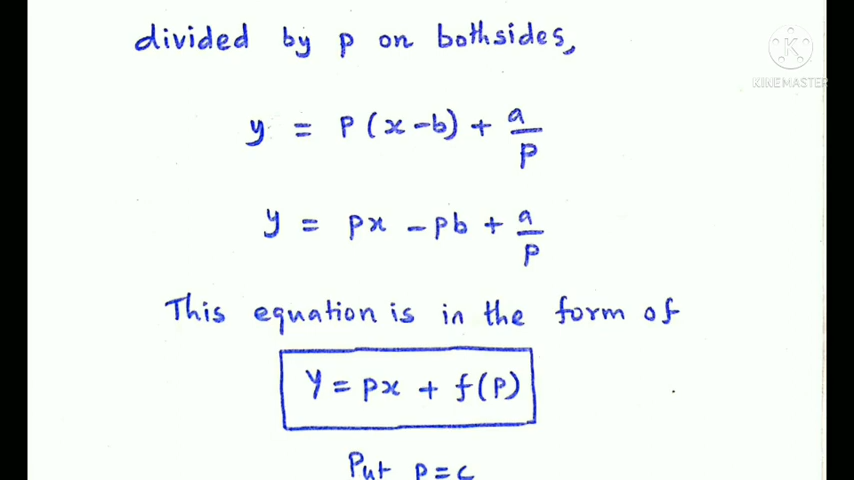 divided by p on bothsides,
KINEMASTER
y = P(x-b) + a/P
y = px - pb + a/p
This equation is in the form of
y = px + f(p)
Put p=c